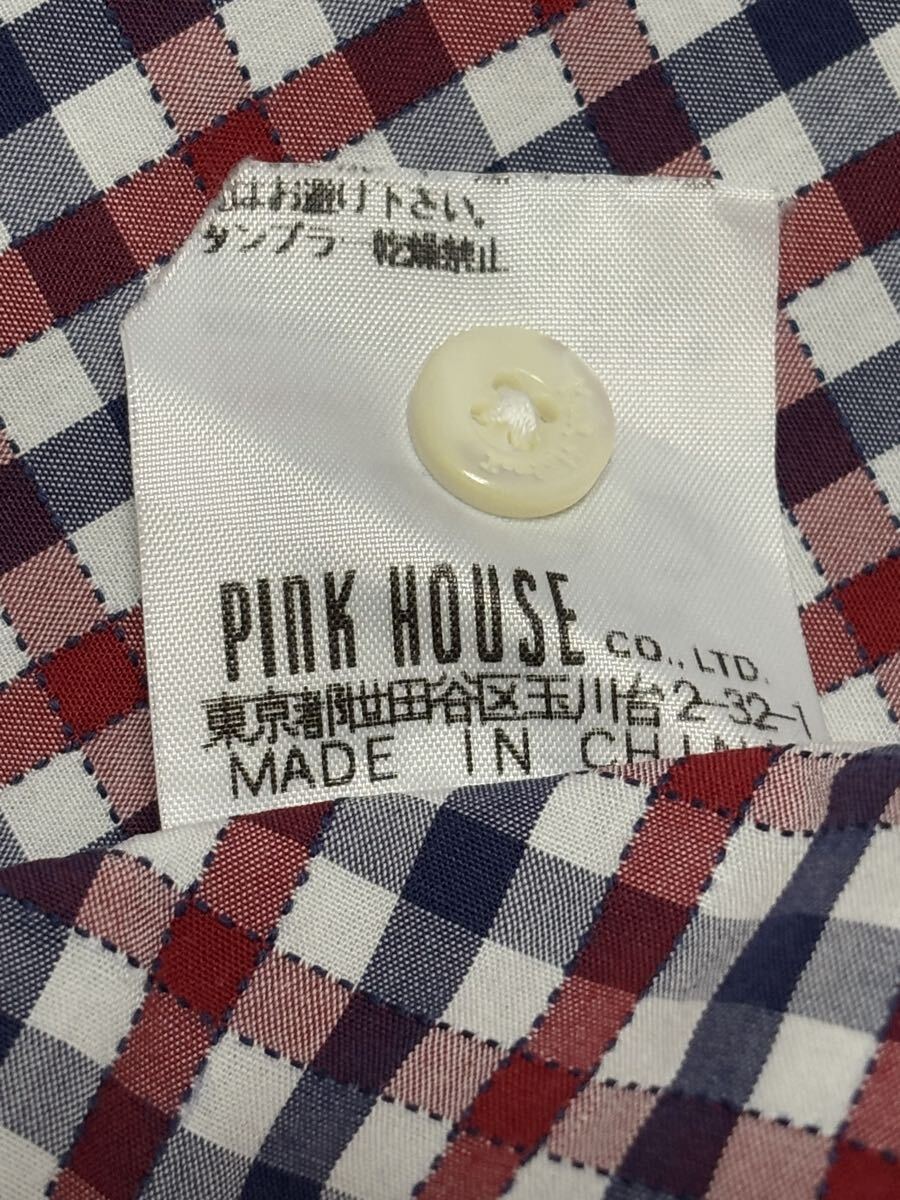 はお避け下さい。
タンブラー乾燥禁止
PINK HOUSE CO., LTD.
東京都世田谷区玉川台2-32-1
MADE IN CHINA